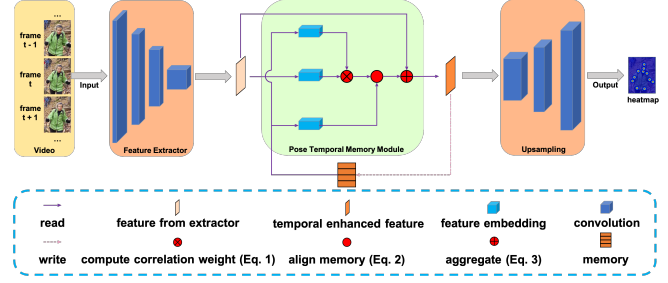 ...
frame
t - 1
frame
t
frame
t + 1
...
Video
Input
Feature Extractor
Pose Temporal Memory Module
Upsampling
Output
heatmap
read
feature from extractor
temporal enhanced feature
feature embedding
convolution
write
compute correlation weight (Eq. 1)
align memory (Eq. 2)
aggregate (Eq. 3)
memory